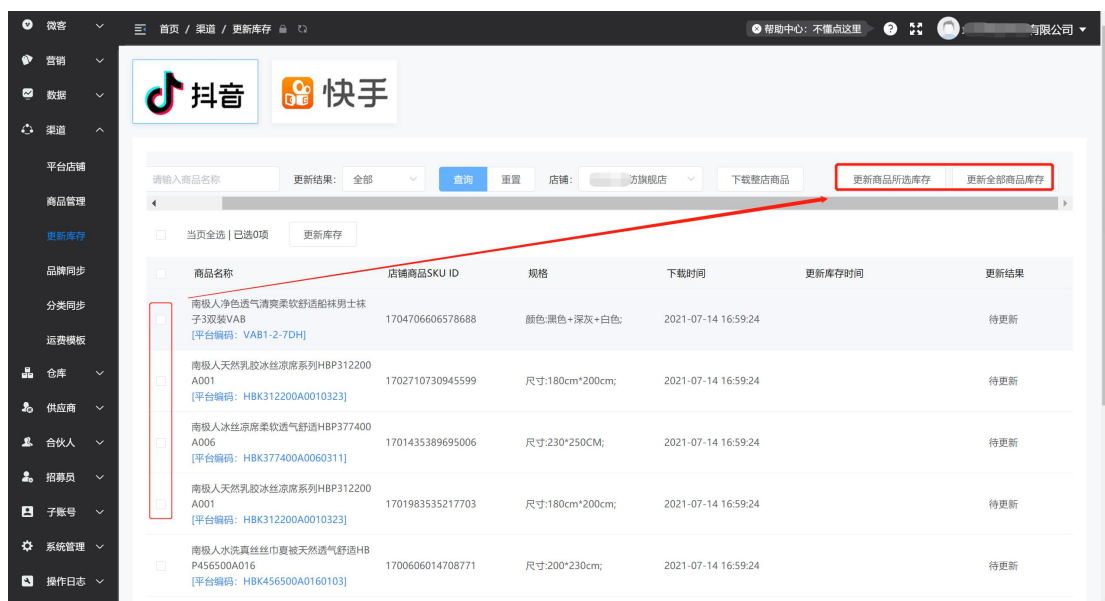 微客
首页 / 渠道 / 更新库存
帮助中心：不懂点这里
有限公司
营销
数据
渠道
平台店铺
商品管理
更新库存
品牌同步
分类同步
运费模板
仓库
供应商
合伙人
招募员
子账号
系统管理
操作日志
抖音
快手
请输入商品名称
更新结果：
全部
查询
重置
店铺：
坊旗舰店
下载整店商品
更新商品所选库存
更新全部商品库存
当页全选 | 已选0项
更新库存
商品名称
店铺商品SKU ID
规格
下载时间
更新库存时间
更新结果
南极人净色透气清爽柔软舒适船袜男士袜
子3双装VAB
[平台编码：VAB1-2-7DH]
1704706606578688
颜色:黑色+深灰+白色;
2021-07-14 16:59:24
待更新
南极人天然乳胶冰丝凉席系列HBP312200
A001
[平台编码：HBK312200A0010323]
1702710730945599
尺寸:180cm*200cm;
2021-07-14 16:59:24
待更新
南极人冰丝凉席柔软透气舒适HBP377400
A006
[平台编码：HBK377400A0060311]
1701435389695006
尺寸:230*250CM;
2021-07-14 16:59:24
待更新
南极人天然乳胶冰丝凉席系列HBP312200
A001
[平台编码：HBK312200A0010323]
1701983535217703
尺寸:180cm*200cm;
2021-07-14 16:59:24
待更新
南极人水洗真丝丝巾夏被天然透气舒适HB
P456500A016
[平台编码：HBK456500A0160103]
1700606014708771
尺寸:200*230cm;
2021-07-14 16:59:24
待更新